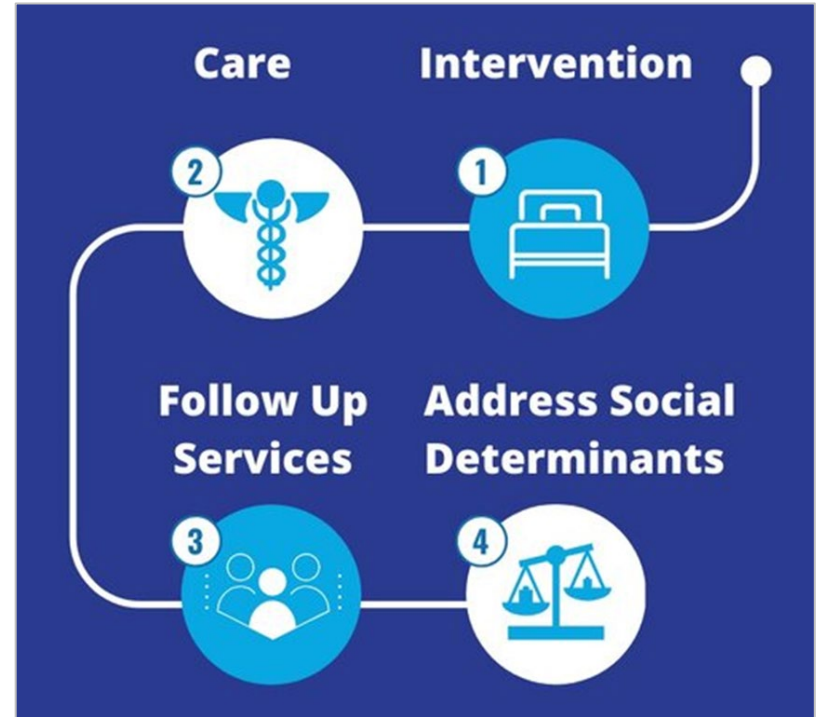 Care
Intervention
2
1
Follow Up
Services
Address Social
Determinants
3
4